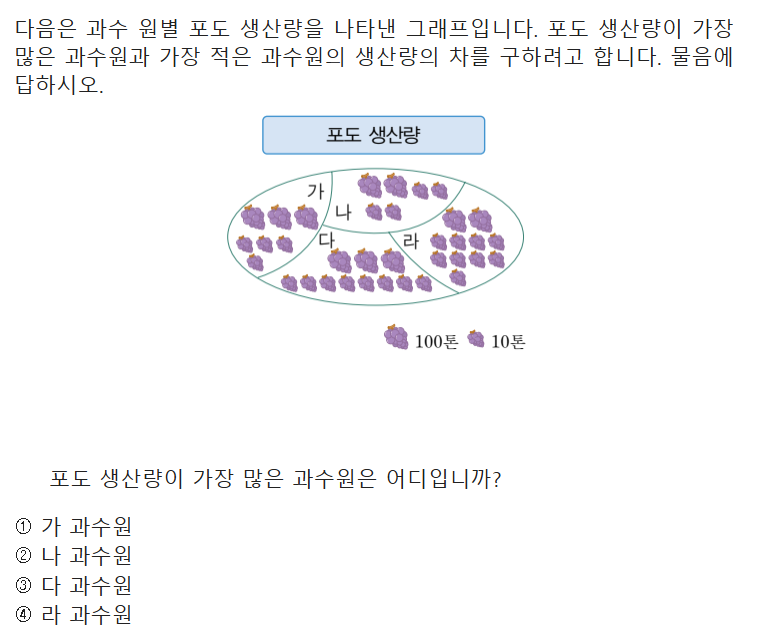 다음은 과수 원별 포도 생산량을 나타낸 그래프입니다. 포도 생산량이 가장
많은 과수원과 가장 적은 과수원의 생산량의 차를 구하려고 합니다. 물음에
답하시오.
포도 생산량
가
나
다
라
100톤 10톤
포도 생산량이 가장 많은 과수원은 어디입니까?
① 가 과수원
② 나 과수원
③ 다 과수원
④ 라 과수원